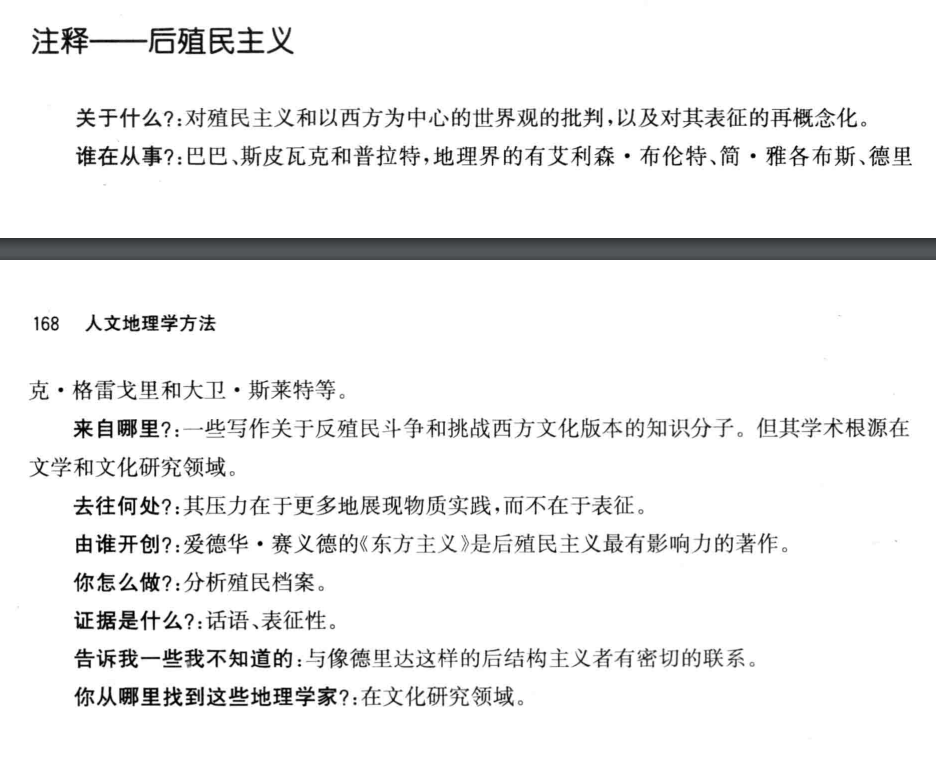 注释——后殖民主义
关于什么?:对殖民主义和以西方为中心的世界观的批判,以及对其表征的再概念化。
谁在从事?:巴巴、斯皮瓦克和普拉特,地理界的有艾利森·布伦特、简·雅各布斯、德里
168 人文地理学方法
克·格雷戈里和大卫·斯莱特等。
来自哪里?:一些写作关于反殖民斗争和挑战西方文化版本的知识分子。但其学术根源在
文学和文化研究领域。
去往何处?:其压力在于更多地展现物质实践,而不在于表征。
由谁开创?:爱德华·赛义德的《东方主义》是后殖民主义最有影响力的著作。
你怎么做?:分析殖民档案。
证据是什么?:话语、表征性。
告诉我一些我不知道的:与像德里达这样的后结构主义者有密切的联系。
你从哪里找到这些地理学家?:在文化研究领域。